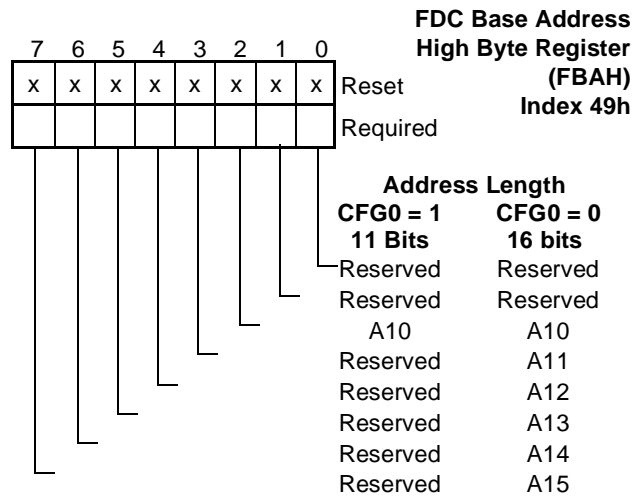 FDC Base Address
High Byte Register
(FBAH)
Index 49h
7 6 5 4 3 2 1 0
x x x x x x x x Reset
Required
Address Length
CFG0 = 1 CFG0 = 0
11 Bits 16 bits
Reserved Reserved
Reserved Reserved
A10 A10
Reserved A11
Reserved A12
Reserved A13
Reserved A14
Reserved A15